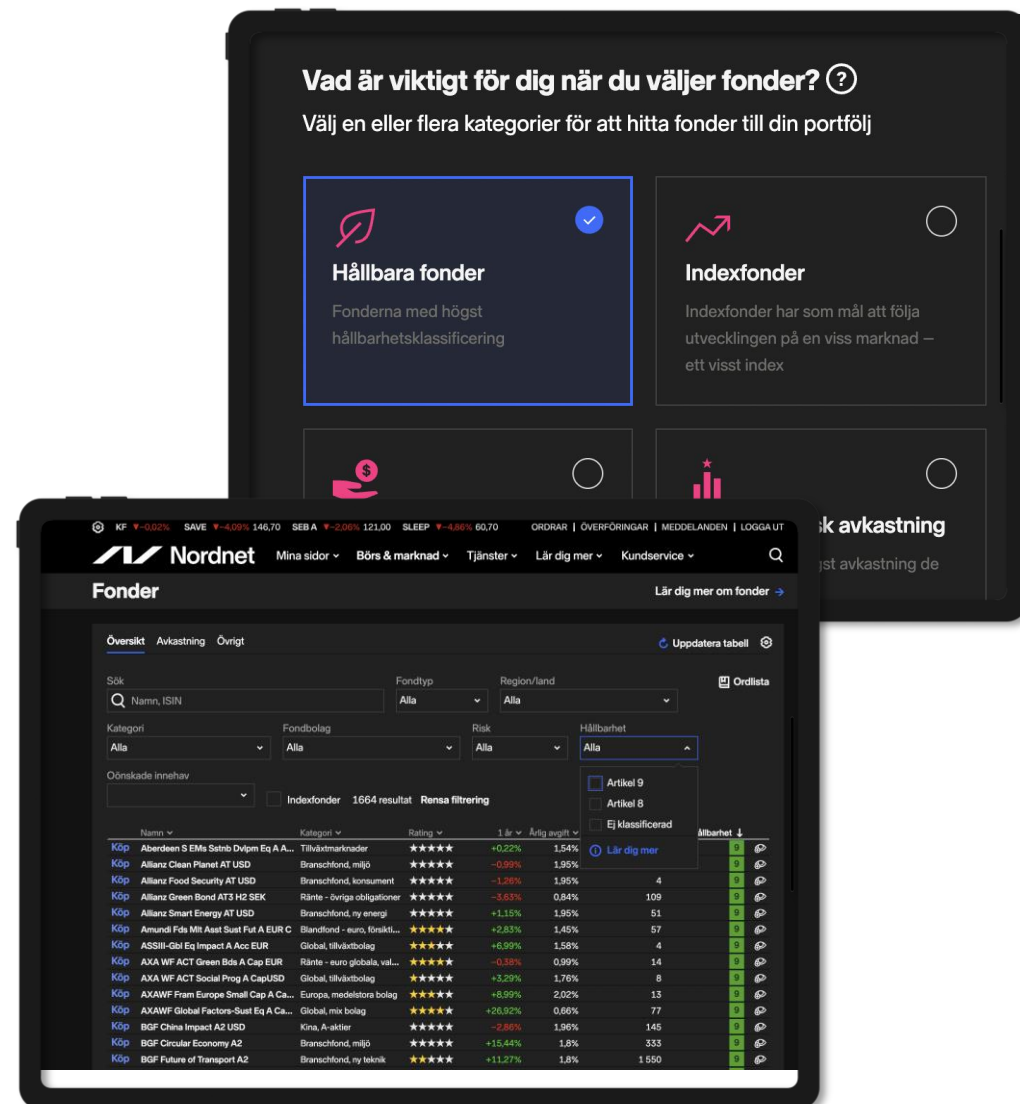 Vad är viktigt för dig när du väljer fonder? ?
Välj en eller flera kategorier för att hitta fonder till din portfölj
Hållbara fonder
Fonderna med högst
hållbarhetsklassificering
Indexfonder
Indexfonder har som mål att följa
utvecklingen på en viss marknad –
ett visst index
$
sk avkastning
gst avkastning de
KF ▼-0,02% SAVE ▼-4,09% 146,70 SEB A ▼-2,06% 121,00 SLEEP ▼-4,86% 60,70 ORDRAR | ÖVERFÖRINGAR | MEDDELANDEN | LOGGA UT
Nordnet Mina sidor Börs & marknad Tjänster Lär dig mer Kundservice
Fonder Lär dig mer om fonder →
Översikt Avkastning Övrigt Uppdatera tabell
Sök Fondtyp Region/land Ordlista
Namn, ISIN Alla Alla
Kategori Fondbolag Risk Hållbarhet
Alla Alla Alla Alla
Oönskade innehav
Artikel 9
Indexfonder 1664 resultat Rensa filtrering
Artikel 8
Ej klassificerad
Lär dig mer
Namn Kategori Rating 1 år Årlig avgift ållbarhet ↓
Köp Aberdeen S EMs Sstnb Dvlpm Eq A A... Tillväxtmarknader ★★★★★ +0,22% 1,54% 9
Köp Allianz Clean Planet AT USD Branschfond, miljö ★★★★★ -0,99% 1,95% 9
Köp Allianz Food Security AT USD Branschfond, konsument ★★★★★ -1,26% 1,95% 4 9
Köp Allianz Green Bond AT3 H2 SEK Ränte - övriga obligationer ★★★★★ -3,63% 0,84% 109 9
Köp Allianz Smart Energy AT USD Branschfond, ny energi ★★★★★ +1,15% 1,95% 51 9
Köp Amundi Fds Mlt Asst Sust Fut A EUR C Blandfond - euro, försikti... ★★★★★ +2,83% 1,45% 57 9
Köp ASSIII-Gbl Eq Impact A Acc EUR Global, tillväxtbolag ★★★★★ +6,99% 1,58% 4 9
Köp AXA WF ACT Green Bds A Cap EUR Ränte - euro globala, val... ★★★★★ -0,38% 0,99% 14 9
Köp AXA WF ACT Social Prog A CapUSD Global, tillväxtbolag ★★★★★ +3,29% 1,76% 8 9
Köp AXAWF Fram Europe Small Cap A Ca... Europa, medelstora bolag ★★★★★ +8,99% 2,02% 13 9
Köp AXAWF Global Factors-Sust Eq A Ca... Global, mix bolag ★★★★★ +26,92% 0,66% 77 9
Köp BGF China Impact A2 USD Kina, A-aktier ★★★★★ -2,86% 1,96% 145 9
Köp BGF Circular Economy A2 Branschfond, miljö ★★★★★ +15,44% 1,8% 333 9
Köp BGF Future of Transport A2 Branschfond, ny teknik ★★★★★ +11,27% 1,8% 1 550 9